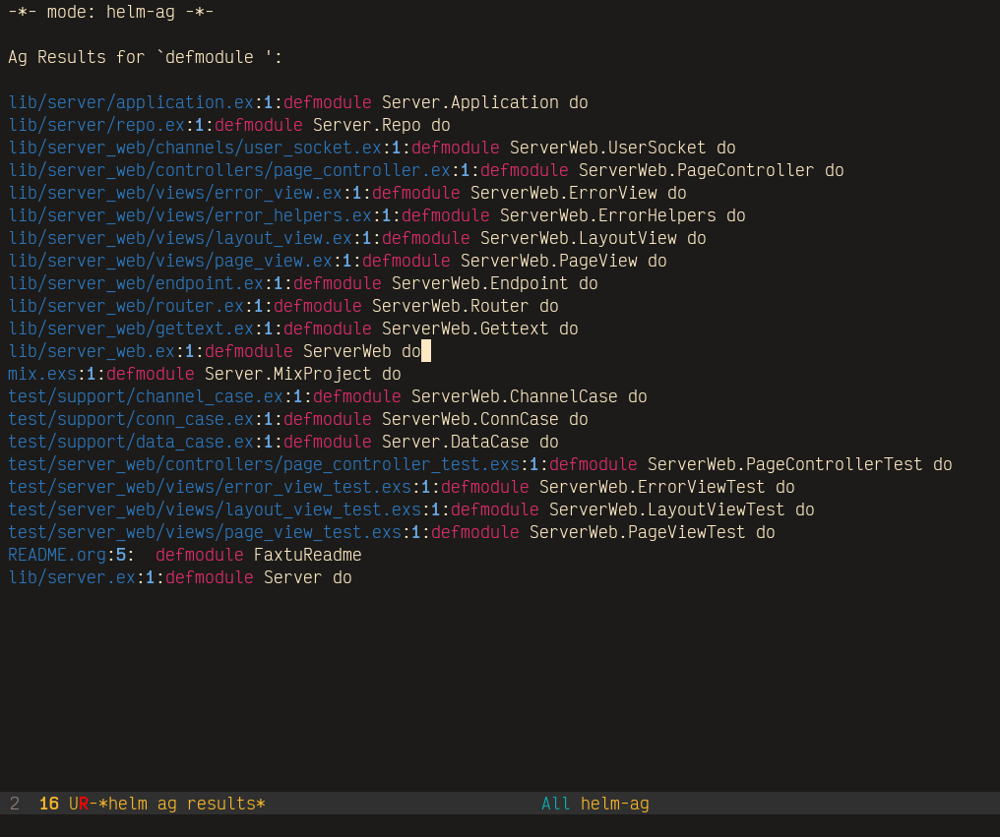 -*- mode: helm-ag -*-
Ag Results for `defmodule ':
lib/server/application.ex:1:defmodule Server.Application do
lib/server/repo.ex:1:defmodule Server.Repo do
lib/server_web/channels/user_socket.ex:1:defmodule ServerWeb.UserSocket do
lib/server_web/controllers/page_controller.ex:1:defmodule ServerWeb.PageController do
lib/server_web/views/error_view.ex:1:defmodule ServerWeb.ErrorView do
lib/server_web/views/error_helpers.ex:1:defmodule ServerWeb.ErrorHelpers do
lib/server_web/views/layout_view.ex:1:defmodule ServerWeb.LayoutView do
lib/server_web/views/page_view.ex:1:defmodule ServerWeb.PageView do
lib/server_web/endpoint.ex:1:defmodule ServerWeb.Endpoint do
lib/server_web/router.ex:1:defmodule ServerWeb.Router do
lib/server_web/gettext.ex:1:defmodule ServerWeb.Gettext do
lib/server_web.ex:1:defmodule ServerWeb do
mix.exs:1:defmodule Server.MixProject do
test/support/channel_case.ex:1:defmodule ServerWeb.ChannelCase do
test/support/conn_case.ex:1:defmodule ServerWeb.ConnCase do
test/support/data_case.ex:1:defmodule Server.DataCase do
test/server_web/controllers/page_controller_test.exs:1:defmodule ServerWeb.PageControllerTest do
test/server_web/views/error_view_test.exs:1:defmodule ServerWeb.ErrorViewTest do
test/server_web/views/layout_view_test.exs:1:defmodule ServerWeb.LayoutViewTest do
test/server_web/views/page_view_test.exs:1:defmodule ServerWeb.PageViewTest do
README.org:5:  defmodule FaxtuReadme
lib/server.ex:1:defmodule Server do
2  16 UR-*helm ag results*                            All helm-ag